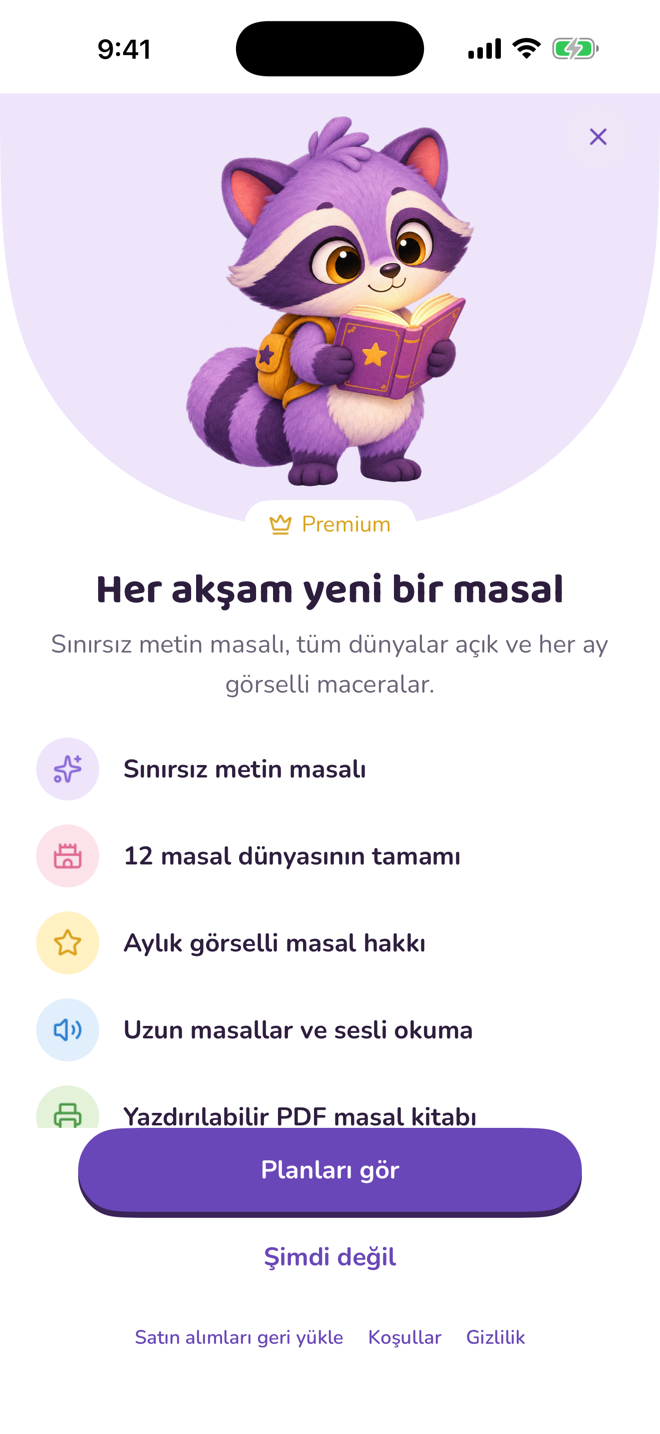 9:41
Premium
Her akşam yeni bir masal
Sınırsız metin masalı, tüm dünyalar açık ve her ay
görselli maceralar.
Sınırsız metin masalı
12 masal dünyasının tamamı
Aylık görselli masal hakkı
Uzun masallar ve sesli okuma
Yazdırılabilir PDF masal kitabı
Planları gör
Şimdi değil
Satın alımları geri yükle Koşullar Gizlilik